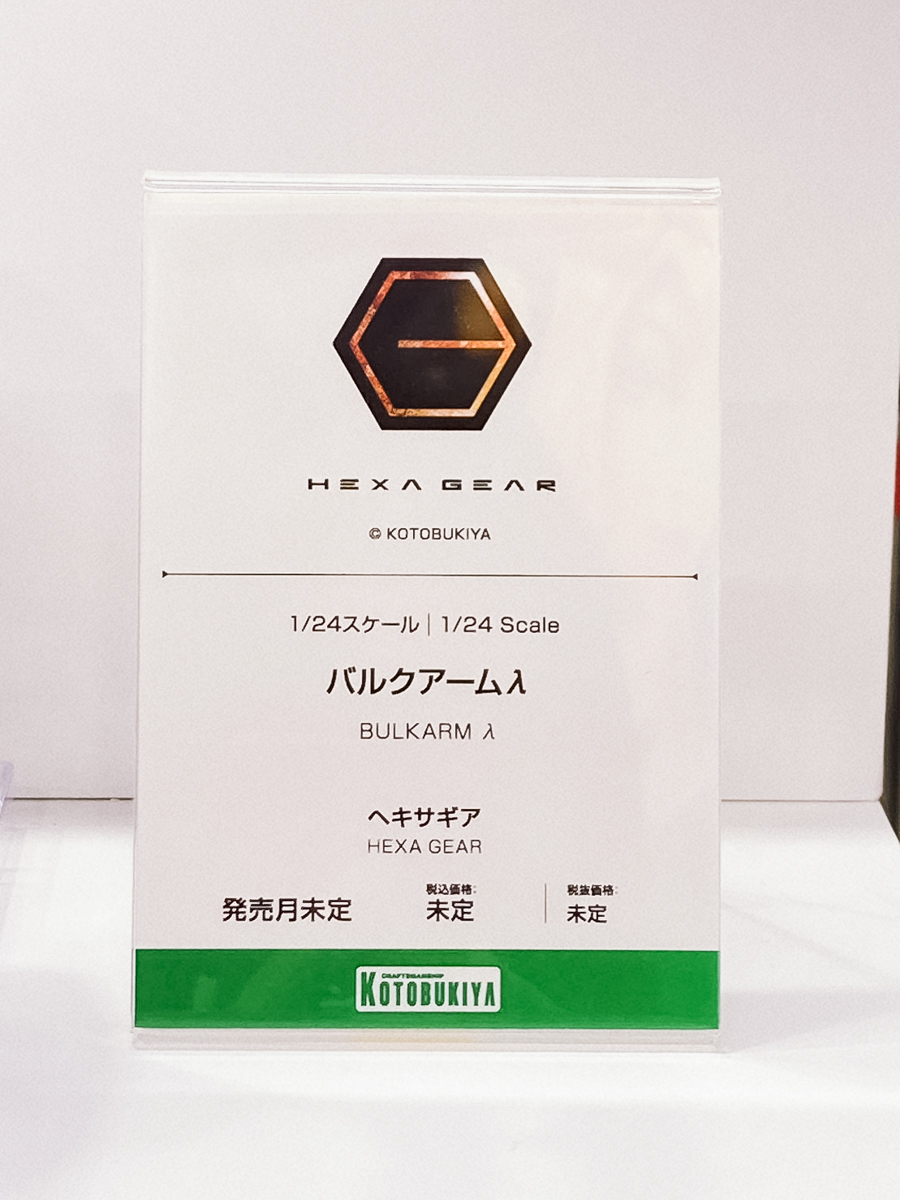 HEXA GEAR
© KOTOBUKIYA
1/24スケール | 1/24 Scale
バルクアームλ
BULKARM λ
ヘキサギア
HEXA GEAR
発売月未定
税込価格:
未定
税抜価格:
未定
CRAFTSMANSHIP
KOTOBUKIYA